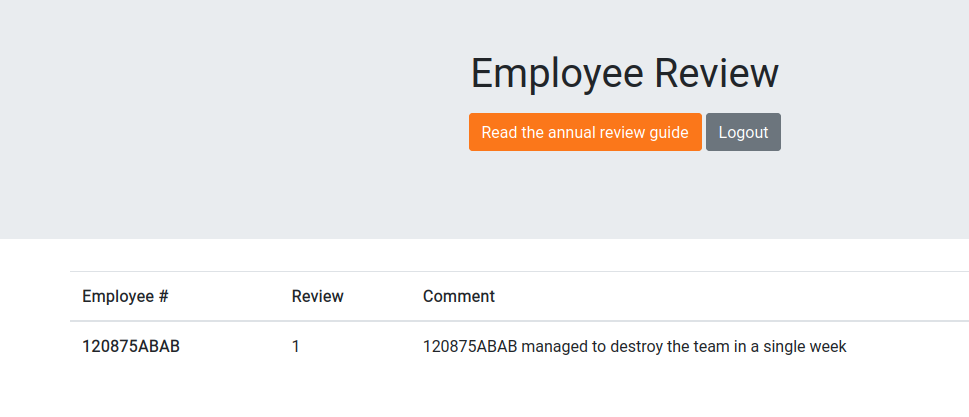 Employee Review
Read the annual review guide Logout
Employee # Review Comment
120875ABAB 1 120875ABAB managed to destroy the team in a single week